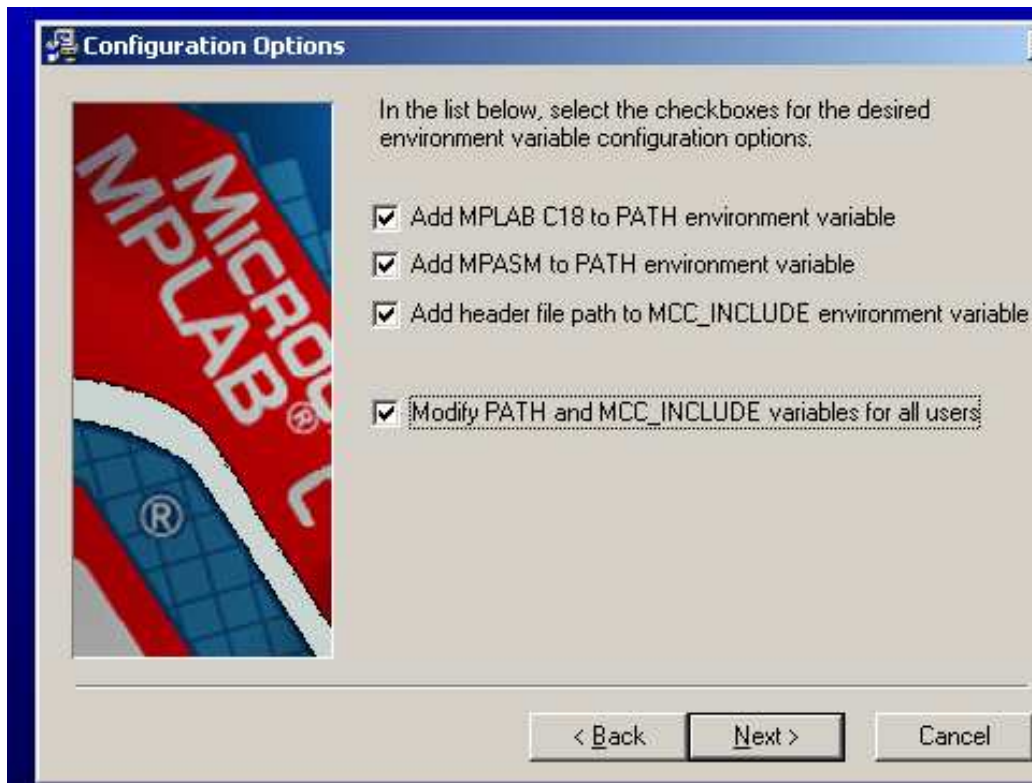 Configuration Options
In the list below, select the checkboxes for the desired
environment variable configuration options.
Add MPLAB C18 to PATH environment variable
Add MPASM to PATH environment variable
Add header file path to MCC_INCLUDE environment variable
Modify PATH and MCC_INCLUDE variables for all users
MICRO
MPLAB® C
®
< Back
Next >
Cancel